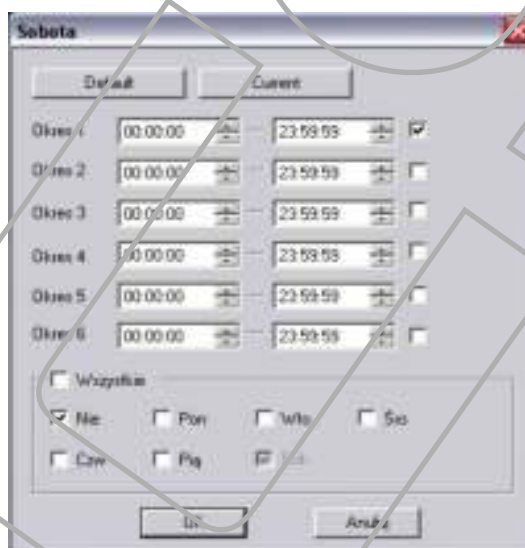 Sobota
Default Current
Okres 1 00:00:00 23:59:59
Okres 2 00:00:00 23:59:59
Okres 3 00:00:00 23:59:59
Okres 4 00:00:00 23:59:59
Okres 5 00:00:00 23:59:59
Okres 6 00:00:00 23:59:59
Wszystkie
Nie Pon Wto Śro
Czw Pią
OK Anuluj